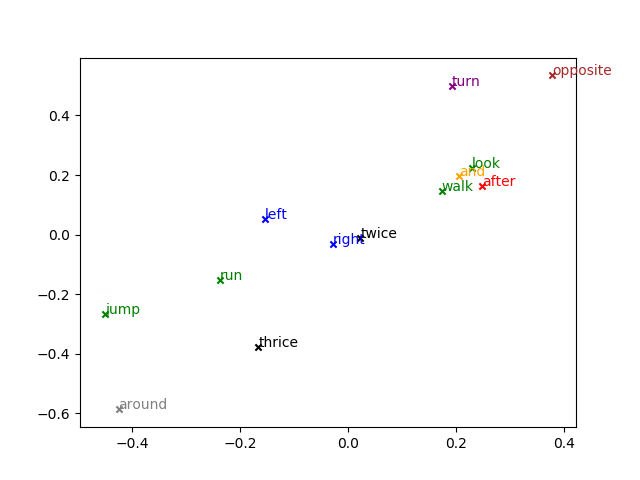 opposite
turn
0.4
look
and
after
0.2
walk
left
twice
0.0
right
run
−0.2
jump
thrice
−0.4
around
−0.6
−0.4
−0.2
0.0
0.2
0.4